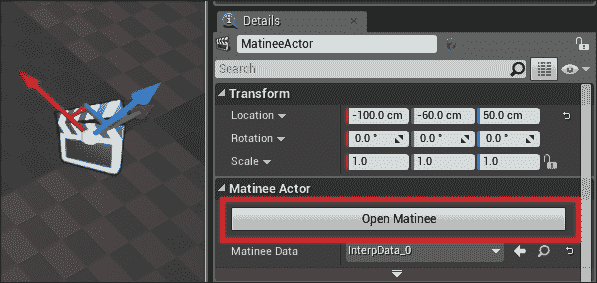 Details
MatineeActor
Search
Transform
Location -100.0 cm -60.0 cm 50.0 cm
Rotation 0.0 ° 0.0 ° 0.0 °
Scale 1.0 1.0 1.0
Matinee Actor
Open Matinee
Matinee Data InterpData_0